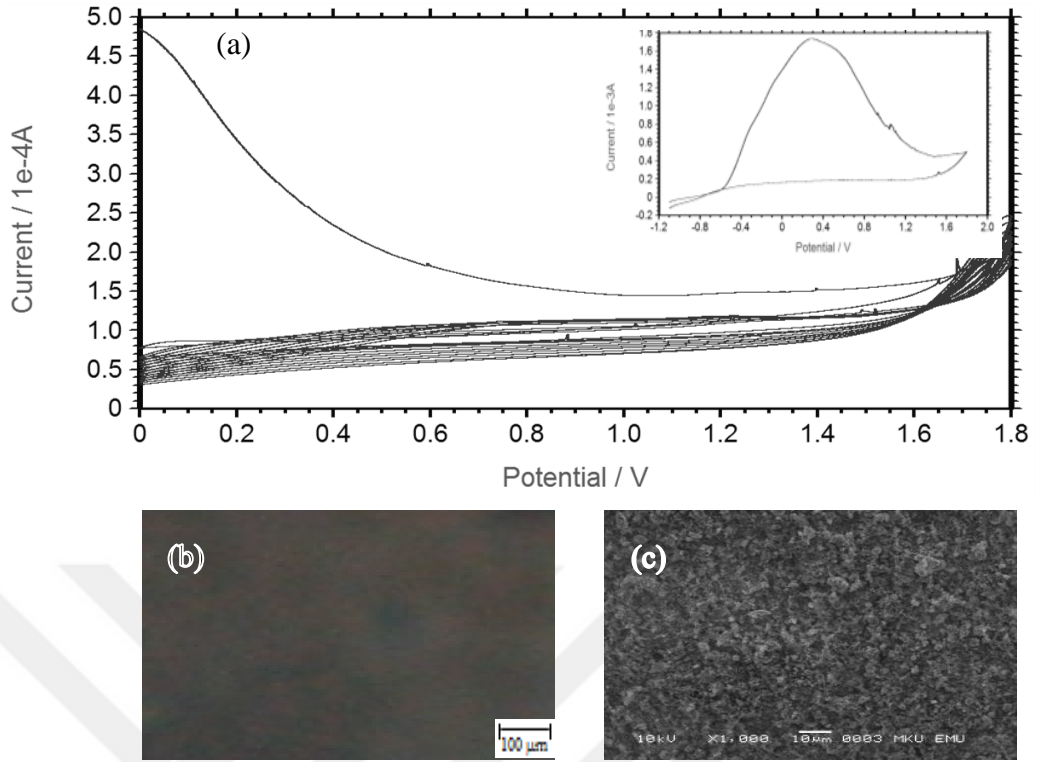 (a)
Current / 1e-4A
5.0
4.5
4.0
3.5
3.0
2.5
2.0
1.5
1.0
0.5
0
0 0.2 0.4 0.6 0.8 1.0 1.2 1.4 1.6 1.8
Potential / V
Current / 1e-3A
1.8
1.6
1.4
1.2
1.0
0.8
0.6
0.4
0.2
0
-0.2
-1.2 -0.8 -0.4 0 0.4 0.8 1.2 1.6 2.0
Potential / V
(b)
100 µm
(c)
10kV X1,000 10µm 0003 MKU EMU